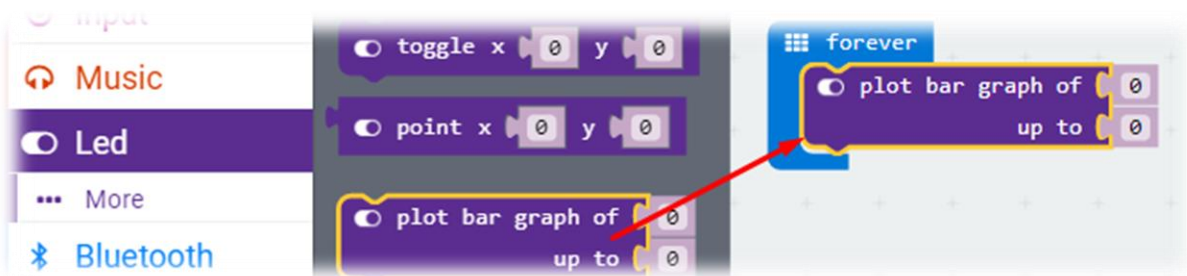 Input
Music
Led
More
Bluetooth
toggle x 0 y 0
point x 0 y 0
plot bar graph of 0
up to 0
forever
plot bar graph of 0
up to 0